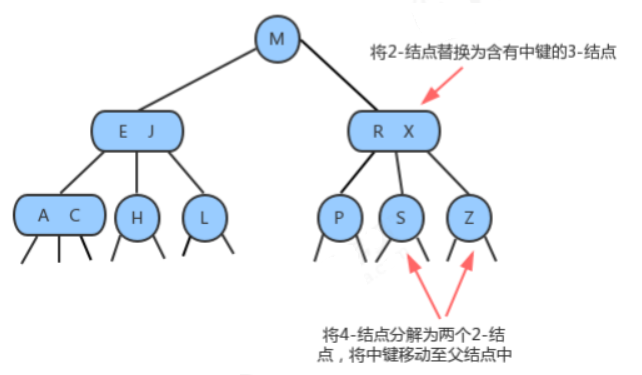 M
将2-结点替换为含有中键的3-结点
E J
R X
A C
H
L
P
S
Z
将4-结点分解为两个2-结
点，将中键移动至父结点中